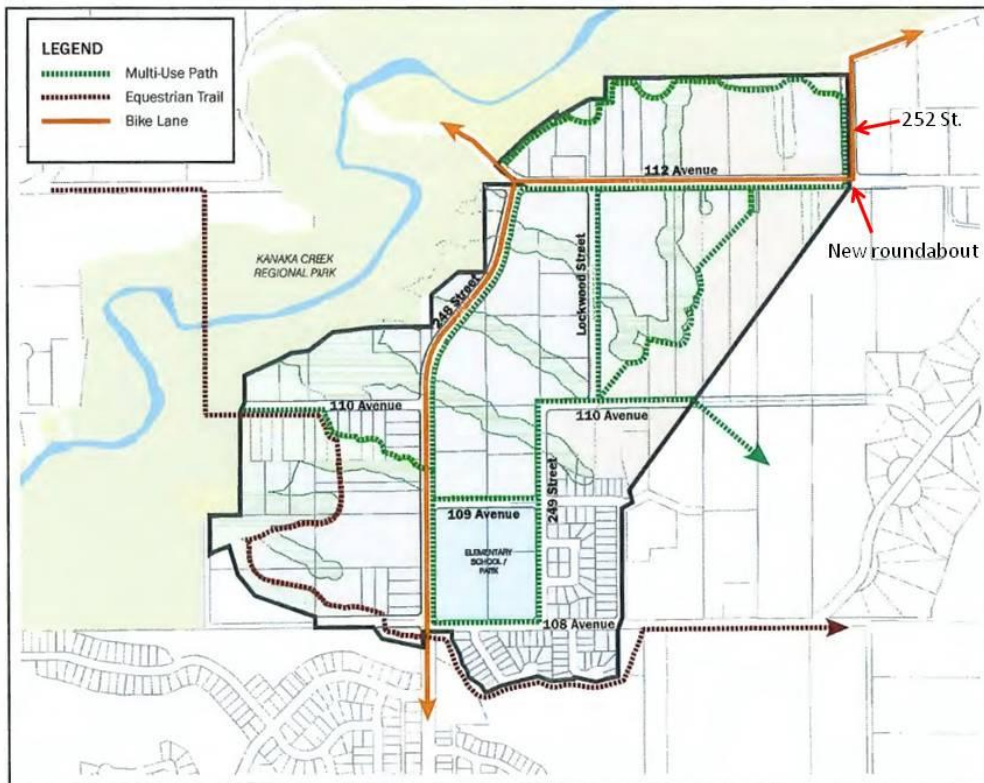 LEGEND
Multi-Use Path
Equestrian Trail
Bike Lane
252 St.
112 Avenue
New roundabout
KANAKA CREEK
REGIONAL PARK
248 Street
Lockwood Street
110 Avenue
110 Avenue
249 Street
109 Avenue
ELEMENTARY
SCHOOL /
PARK
108 Avenue